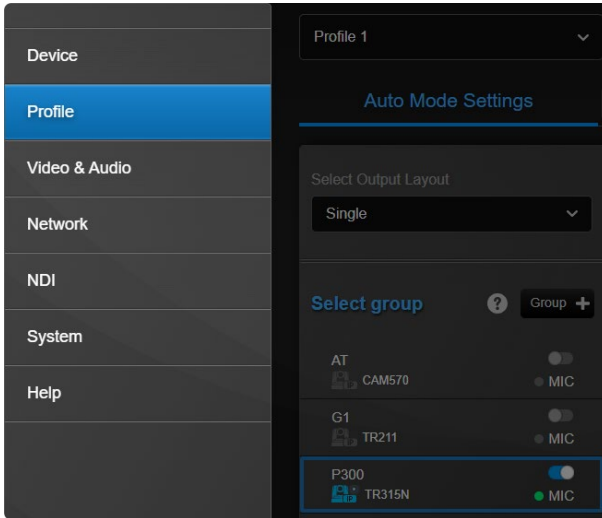 Device
Profile
Video & Audio
Network
NDI
System
Help
Profile 1
Auto Mode Settings
Select Output Layout
Single
Select group ? Group +
AT
CAM570 MIC
G1
TR211 MIC
P300
TR315N MIC